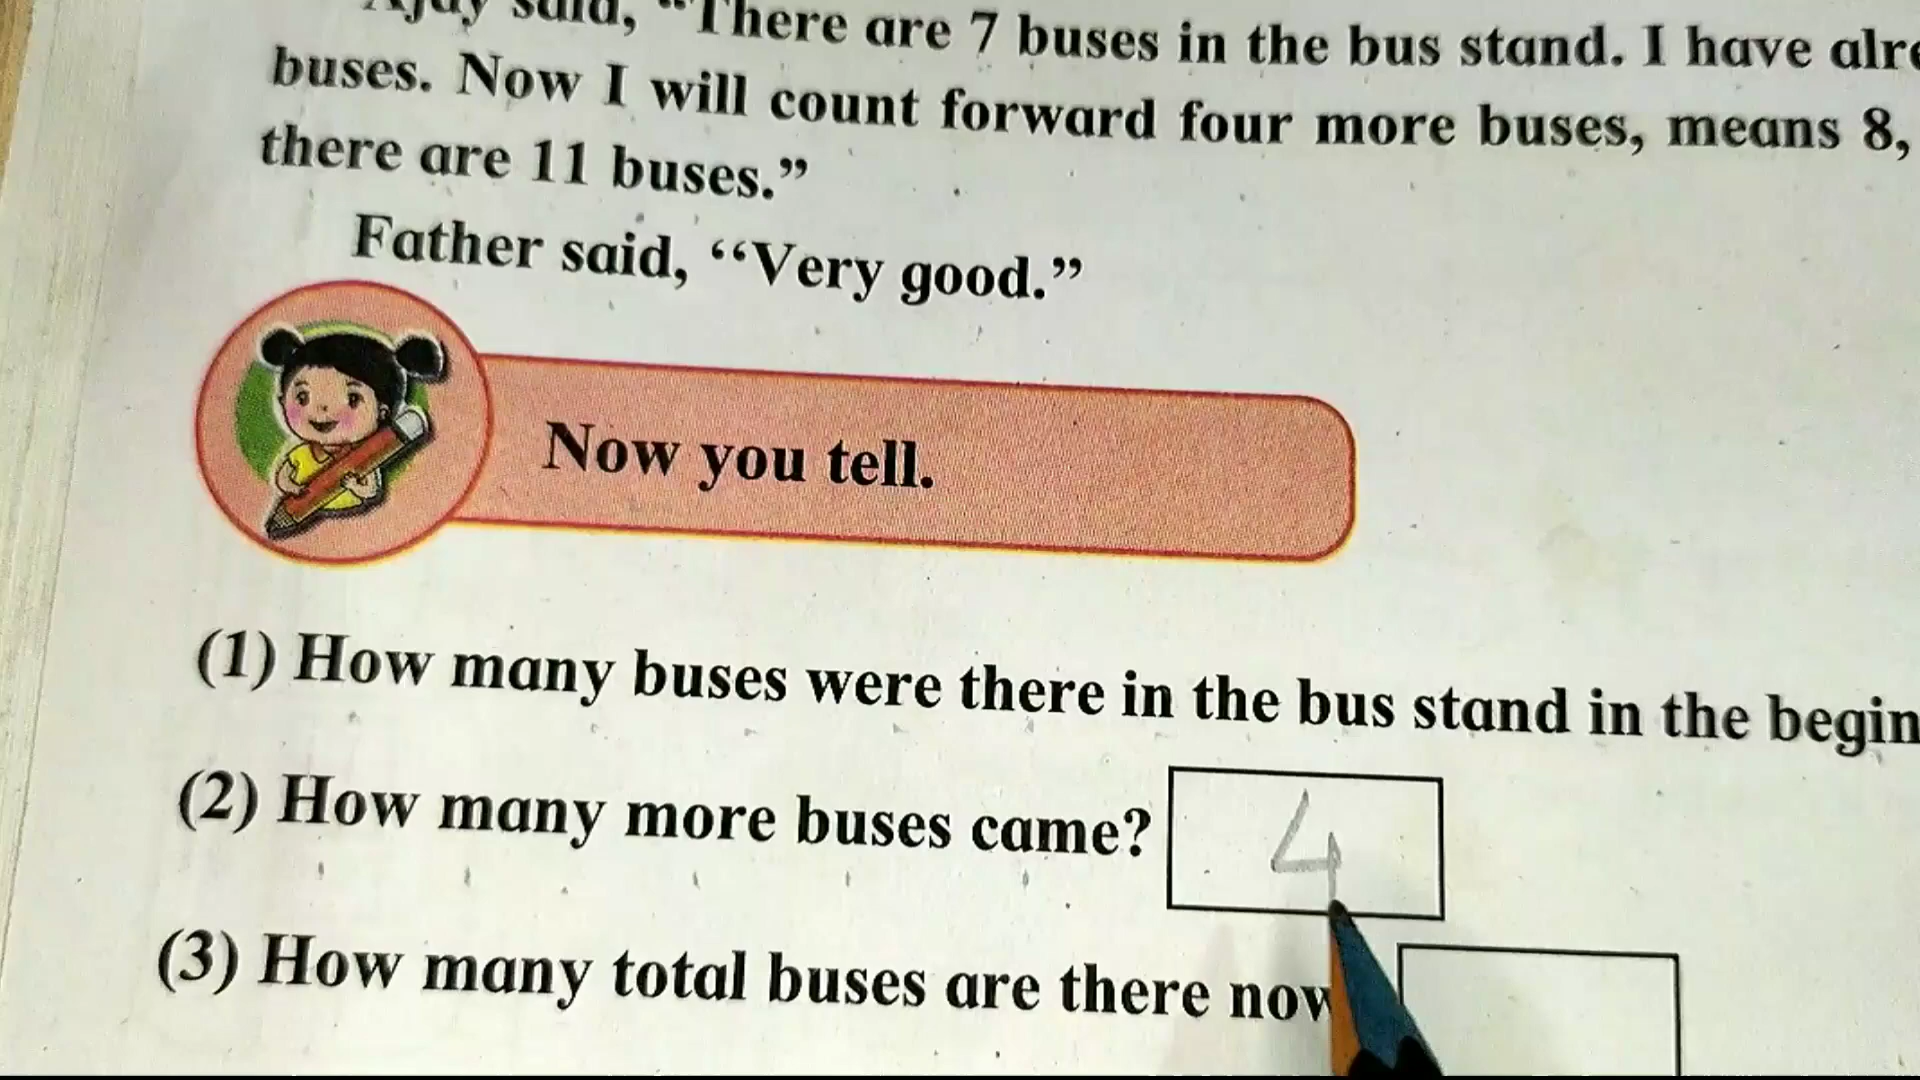 Ajay said, “There are 7 buses in the bus stand. I have
buses. Now I will count forward four more buses, means 8,
there are 11 buses.”
Father said, “Very good.”
Now you tell.
(1) How many buses were there in the bus stand in the
(2) How many more buses came? 4
(3) How many total buses are there now